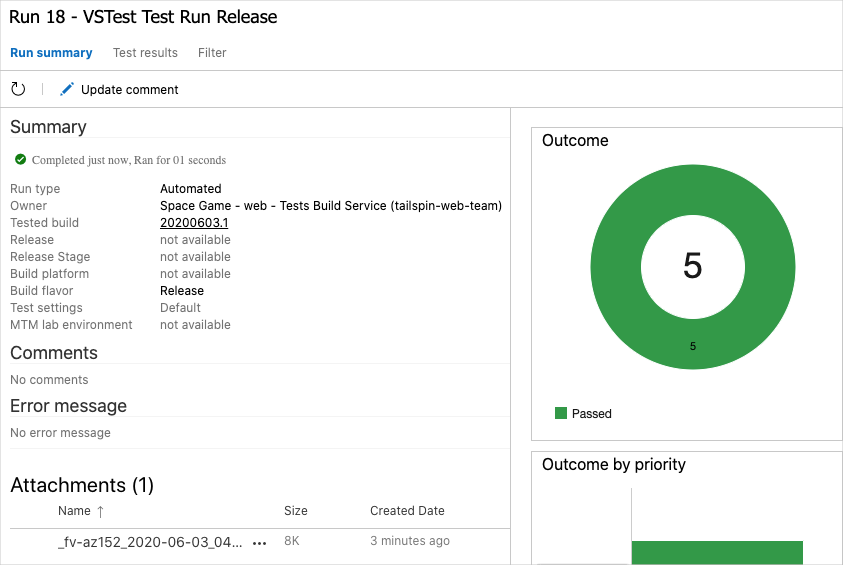 Run 18 - VSTest Test Run Release
Run summary Test results Filter
Update comment
Summary
Completed just now, Ran for 01 seconds
Run type Automated
Owner Space Game - web - Tests Build Service (tailspin-web-team)
Tested build 20200603.1
Release not available
Release Stage not available
Build platform not available
Build flavor Release
Test settings Default
MTM lab environment not available
Comments
No comments
Error message
No error message
Attachments (1)
Name ↑ Size Created Date
_fv-az152_2020-06-03_04... ... 8K 3 minutes ago
Outcome
5
5
Passed
Outcome by priority